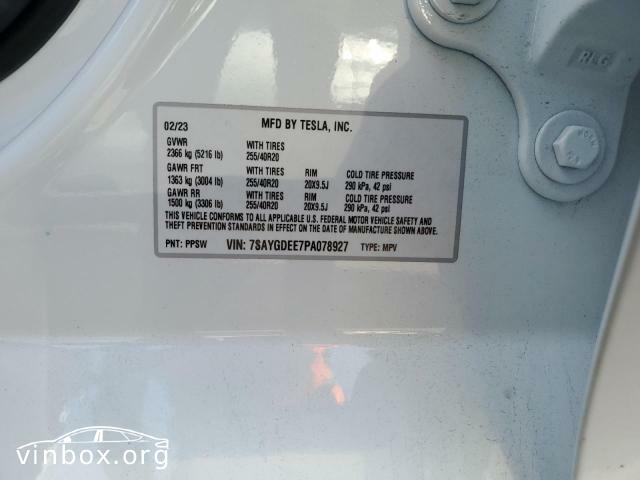 RLG
02/23 MFD BY TESLA, INC.
GVWR WITH TIRES
2366 kg (5216 lb) 255/40R20
GAWR FRT WITH TIRES RIM COLD TIRE PRESSURE
1363 kg (3004 lb) 255/40R20 20X9.5J 290 kPa, 42 psi
GAWR RR WITH TIRES RIM COLD TIRE PRESSURE
1500 kg (3306 lb) 255/40R20 20X9.5J 290 kPa, 42 psi
THIS VEHICLE CONFORMS TO ALL APPLICABLE U.S. FEDERAL MOTOR VEHICLE SAFETY AND
THEFT PREVENTION STANDARDS IN EFFECT ON THE DATE OF MANUFACTURE SHOWN ABOVE.
PNT: PPSW VIN: 7SAYGDEE7PA078927 TYPE: MPV
vinbox.org